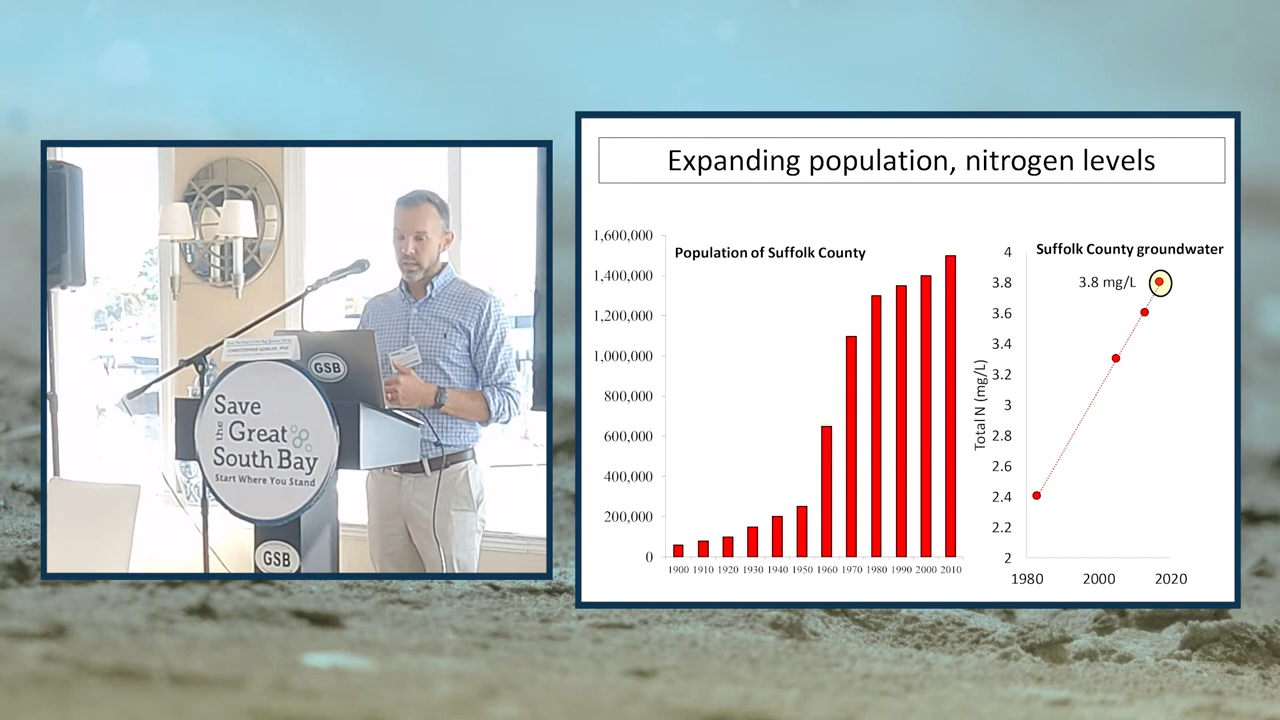 CHRISTOPHER GOBLER, PhD
GSB
Save
the Great
South Bay
Start Where You Stand
GSB
Expanding population, nitrogen levels
Population of Suffolk County
1,600,000
1,400,000
1,200,000
1,000,000
800,000
600,000
400,000
200,000
0
1900 1910 1920 1930 1940 1950 1960 1970 1980 1990 2000 2010
Suffolk County groundwater
3.8 mg/L
Total N (mg/L)
4
3.8
3.6
3.4
3.2
3
2.8
2.6
2.4
2.2
2
1980 2000 2020